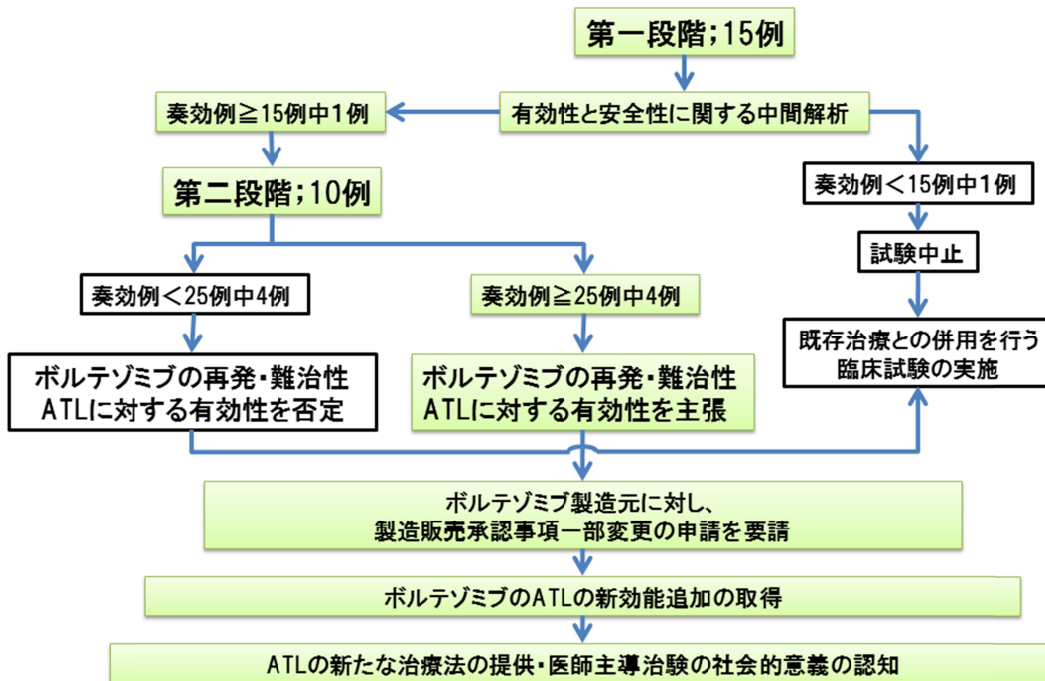 第一段階；15例
奏効例≧15例中1例
有効性と安全性に関する中間解析
第二段階；10例
奏効例＜15例中1例
試験中止
奏効例＜25例中4例
奏効例≧25例中4例
既存治療との併用を行う
臨床試験の実施
ボルテゾミブの再発・難治性
ATLに対する有効性を否定
ボルテゾミブの再発・難治性
ATLに対する有効性を主張
ボルテゾミブ製造元に対し、
製造販売承認事項一部変更の申請を要請
ボルテゾミブのATLの新効能追加の取得
ATLの新たな治療法の提供・医師主導治験の社会的意義の認知